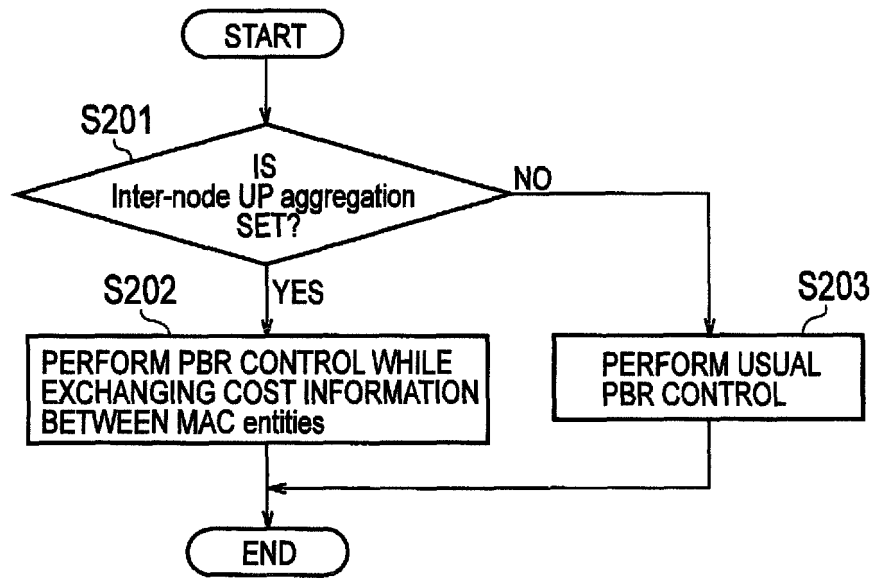 START
S201
IS
Inter-node UP aggregation
SET?
NO
YES
S202
S203
PERFORM PBR CONTROL WHILE
EXCHANGING COST INFORMATION
BETWEEN MAC entities
PERFORM USUAL
PBR CONTROL
END